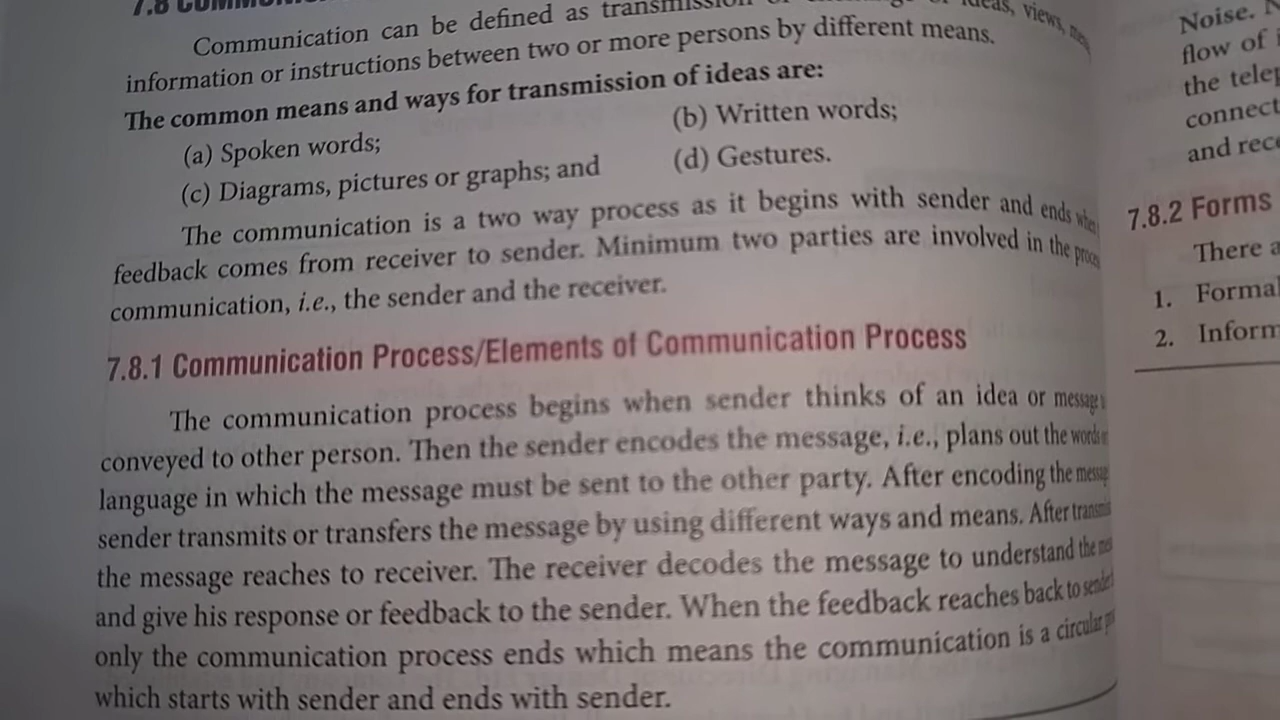 7.8
Communication can be defined as transmission ideas, views,
information or instructions between two or more persons by different means.
The common means and ways for transmission of ideas are:
(a) Spoken words;
(b) Written words;
(c) Diagrams, pictures or graphs; and
(d) Gestures.
The communication is a two way process as it begins with sender and ends when
feedback comes from receiver to sender. Minimum two parties are involved in the
communication, i.e., the sender and the receiver.
7.8.1 Communication Process/Elements of Communication Process
The communication process begins when sender thinks of an idea or message
conveyed to other person. Then the sender encodes the message, i.e., plans out the words
language in which the message must be sent to the other party. After encoding the
sender transmits or transfers the message by using different ways and means. After
the message reaches to receiver. The receiver decodes the message to understand the
and give his response or feedback to the sender. When the feedback reaches back to sender
only the communication process ends which means the communication is a circular
which starts with sender and ends with sender.
Noise.
flow of
the
connect
and
7.8.2 Forms
There
1. Formal
2.